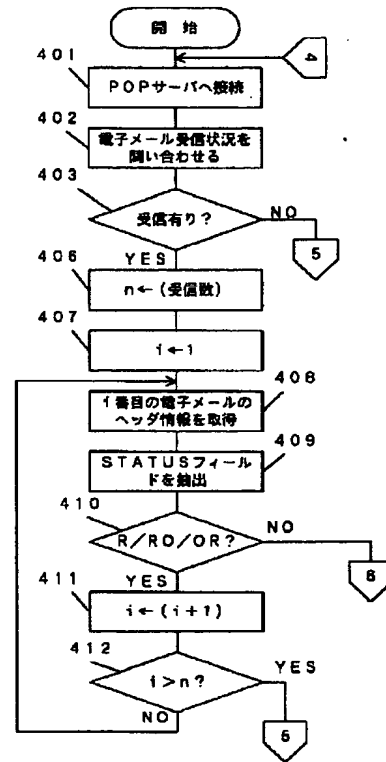 開 始
4
401
POPサーバへ接続
402
電子メール受信状況を
問い合わせる
403
受信有り?
NO
5
YES
406
n←(受信数)
407
i←1
408
i番目の電子メールの
ヘッダ情報を取得
409
STATUSフィール
ドを抽出
410
R/RO/OR?
NO
6
YES
411
i←(i+1)
412
i>n?
YES
5
NO